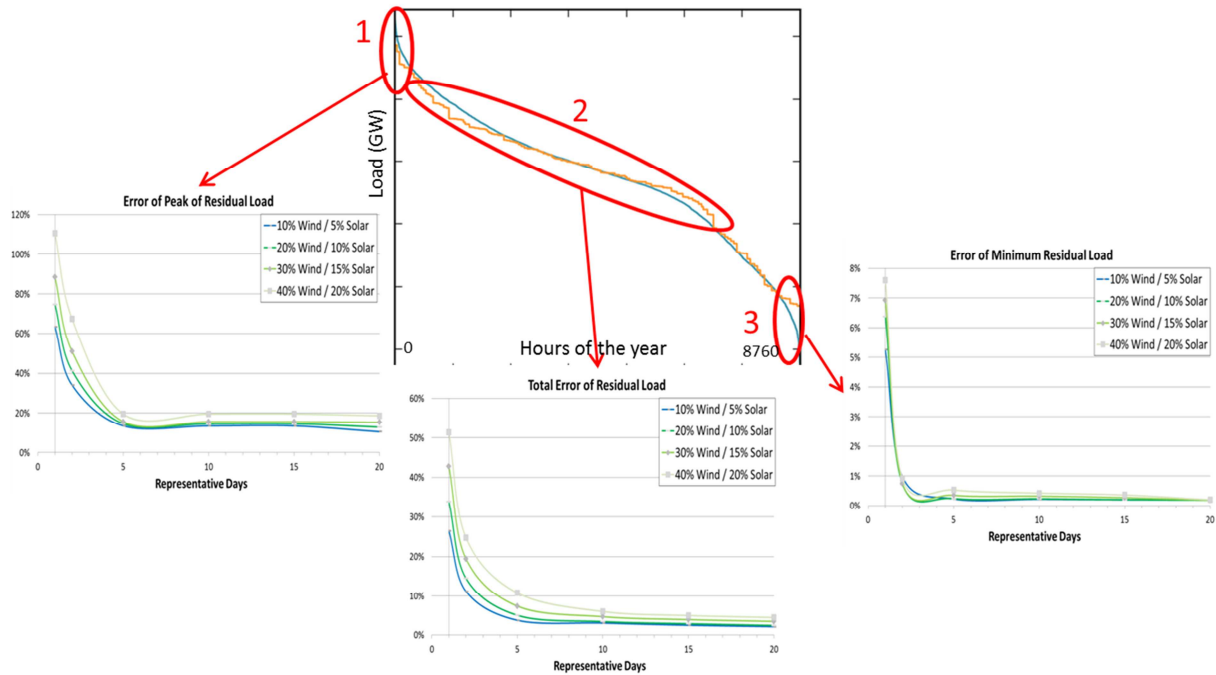 1
2
3
Load (GW)
0
Hours of the year
8760
Error of Peak of Residual Load
120%
100%
80%
60%
40%
20%
0%
10% Wind / 5% Solar
20% Wind / 10% Solar
30% Wind / 15% Solar
40% Wind / 20% Solar
0 5 10 15 20
Representative Days
Total Error of Residual Load
60%
50%
40%
30%
20%
10%
0%
10% Wind / 5% Solar
20% Wind / 10% Solar
30% Wind / 15% Solar
40% Wind / 20% Solar
0 5 10 15 20
Representative Days
Error of Minimum Residual Load
8%
7%
6%
5%
4%
3%
2%
1%
0%
10% Wind / 5% Solar
20% Wind / 10% Solar
30% Wind / 15% Solar
40% Wind / 20% Solar
0 5 10 15 20
Representative Days